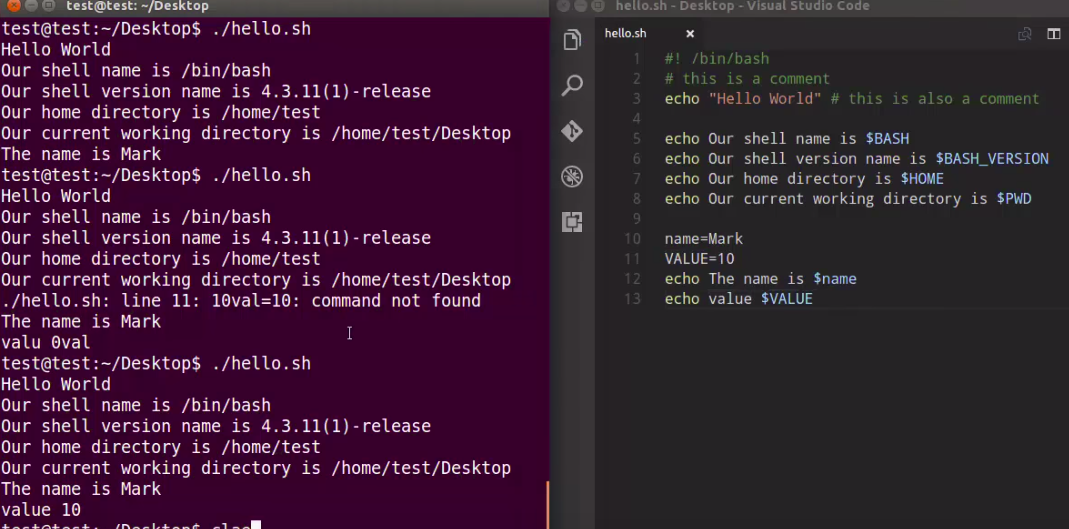 test@test: ~/Desktop
test@test:~/Desktop$ ./hello.sh
Hello World
Our shell name is /bin/bash
Our shell version name is 4.3.11(1)-release
Our home directory is /home/test
Our current working directory is /home/test/Desktop
The name is Mark
test@test:~/Desktop$ ./hello.sh
Hello World
Our shell name is /bin/bash
Our shell version name is 4.3.11(1)-release
Our home directory is /home/test
Our current working directory is /home/test/Desktop
./hello.sh: line 11: 10val=10: command not found
The name is Mark
valu 0val
test@test:~/Desktop$ ./hello.sh
Hello World
Our shell name is /bin/bash
Our shell version name is 4.3.11(1)-release
Our home directory is /home/test
Our current working directory is /home/test/Desktop
The name is Mark
value 10
test@test:~/Desktop$ clae
hello.sh - Desktop - Visual Studio Code
hello.sh
1 #! /bin/bash
2 # this is a comment
3 echo "Hello World" # this is also a comment
4
5 echo Our shell name is $BASH
6 echo Our shell version name is $BASH_VERSION
7 echo Our home directory is $HOME
8 echo Our current working directory is $PWD
9
10 name=Mark
11 VALUE=10
12 echo The name is $name
13 echo value $VALUE